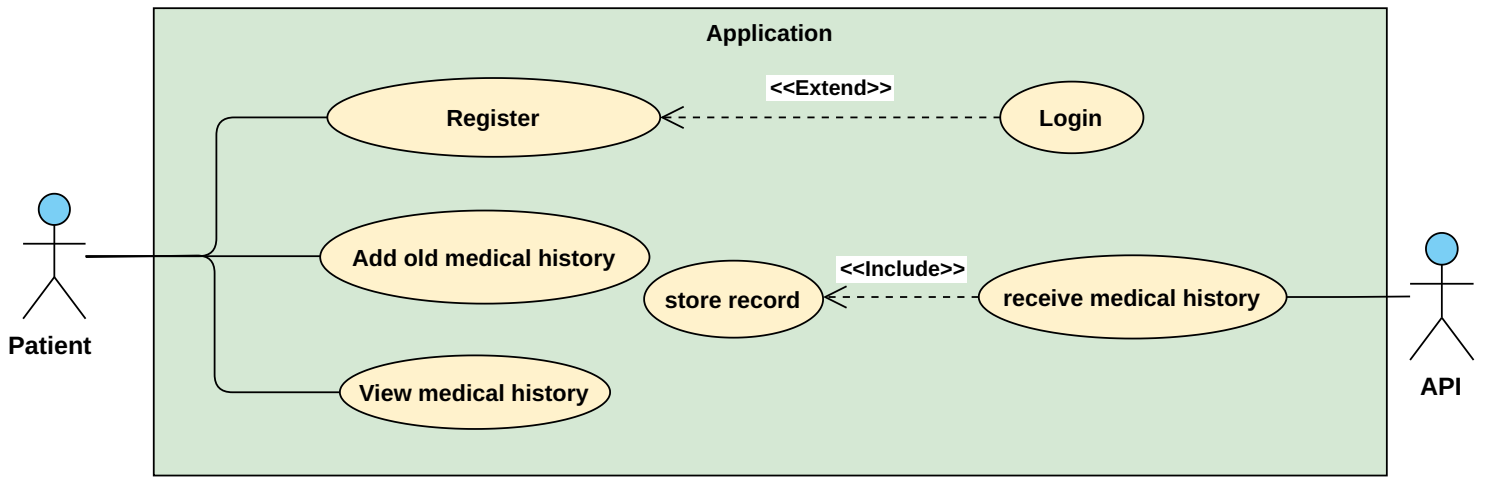 Application
<<Extend>>
Register
Login
Add old medical history
<<Include>>
store record
receive medical history
Patient
View medical history
API